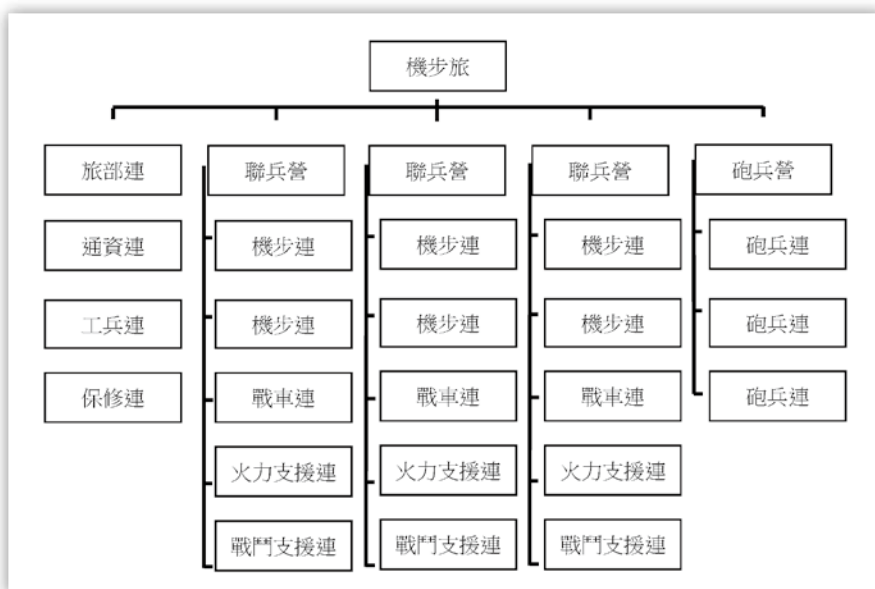 機步旅
旅部連
聯兵營
聯兵營
聯兵營
砲兵營
通資連
機步連
機步連
機步連
砲兵連
工兵連
機步連
機步連
機步連
砲兵連
保修連
戰車連
戰車連
戰車連
砲兵連
火力支援連
火力支援連
火力支援連
戰鬥支援連
戰鬥支援連
戰鬥支援連